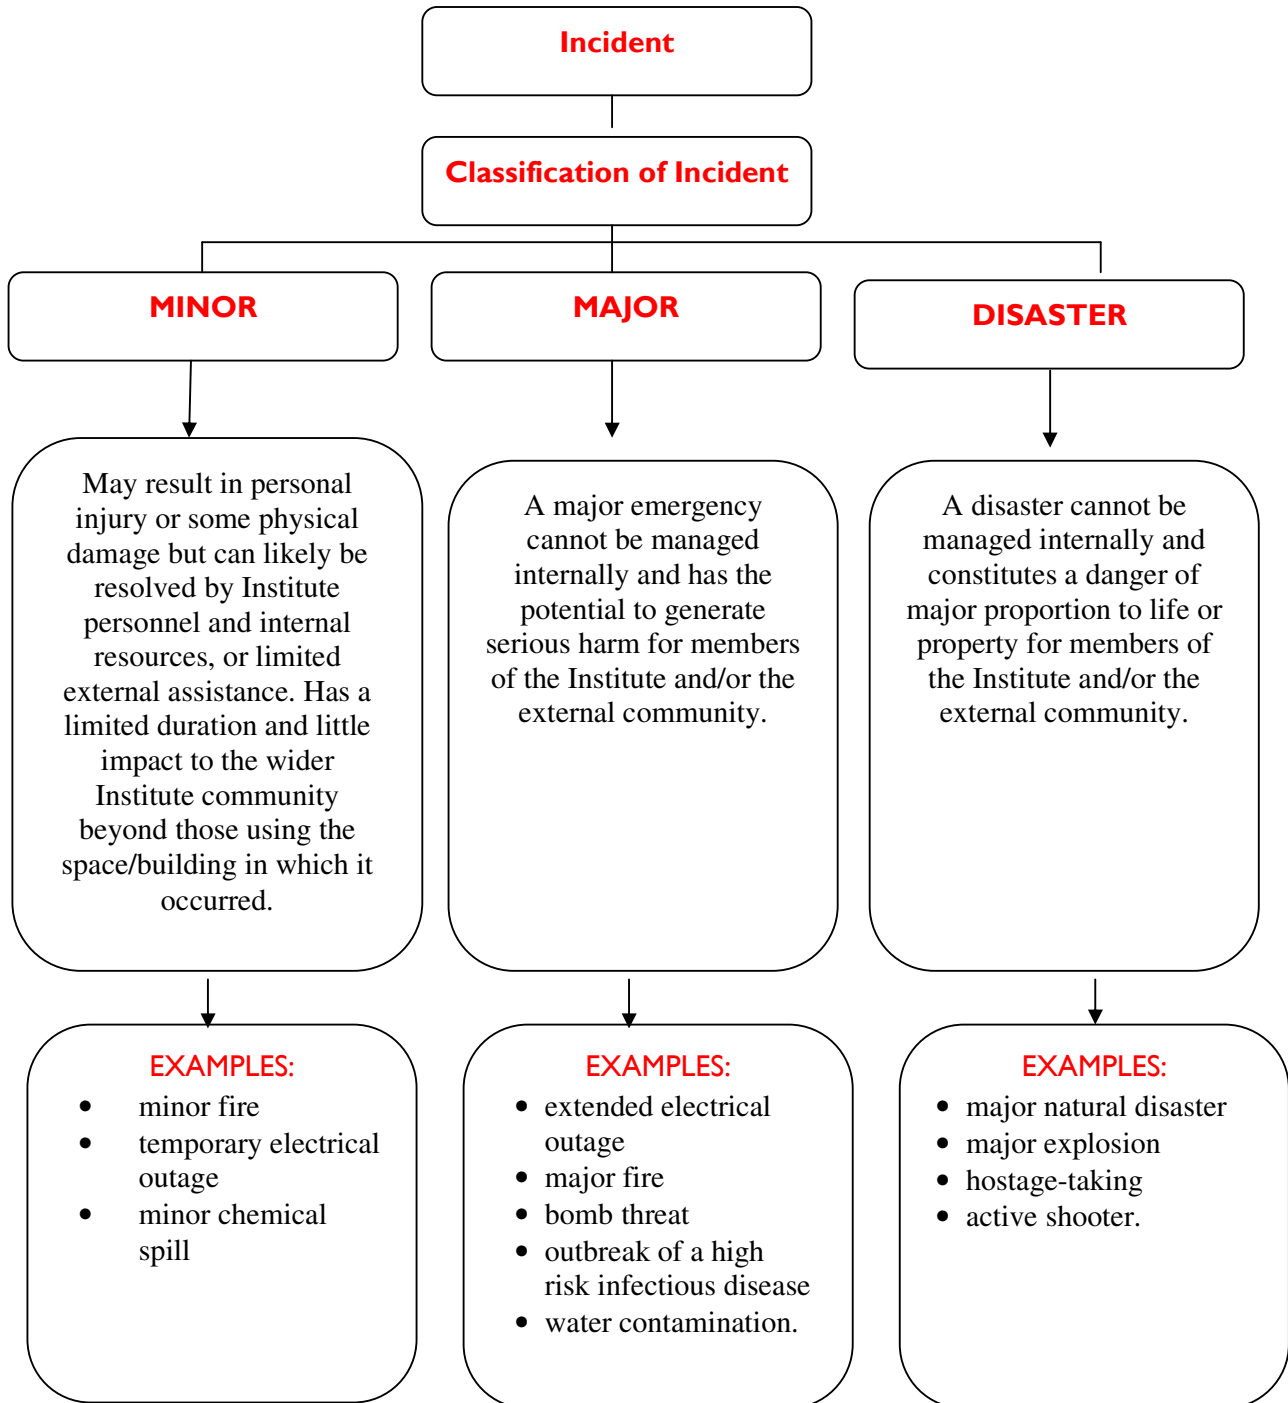 Incident
Classification of Incident
MINOR
MAJOR
DISASTER
May result in personal
injury or some physical
damage but can likely be
resolved by Institute
personnel and internal
resources, or limited
external assistance. Has a
limited duration and little
impact to the wider
Institute community
beyond those using the
space/building in which it
occurred.
A major emergency
cannot be managed
internally and has the
potential to generate
serious harm for members
of the Institute and/or the
external community.
A disaster cannot be
managed internally and
constitutes a danger of
major proportion to life or
property for members of
the Institute and/or the
external community.
EXAMPLES:
• minor fire
• temporary electrical
outage
• minor chemical
spill
EXAMPLES:
• extended electrical
outage
• major fire
• bomb threat
• outbreak of a high
risk infectious disease
• water contamination.
EXAMPLES:
• major natural disaster
• major explosion
• hostage-taking
• active shooter.